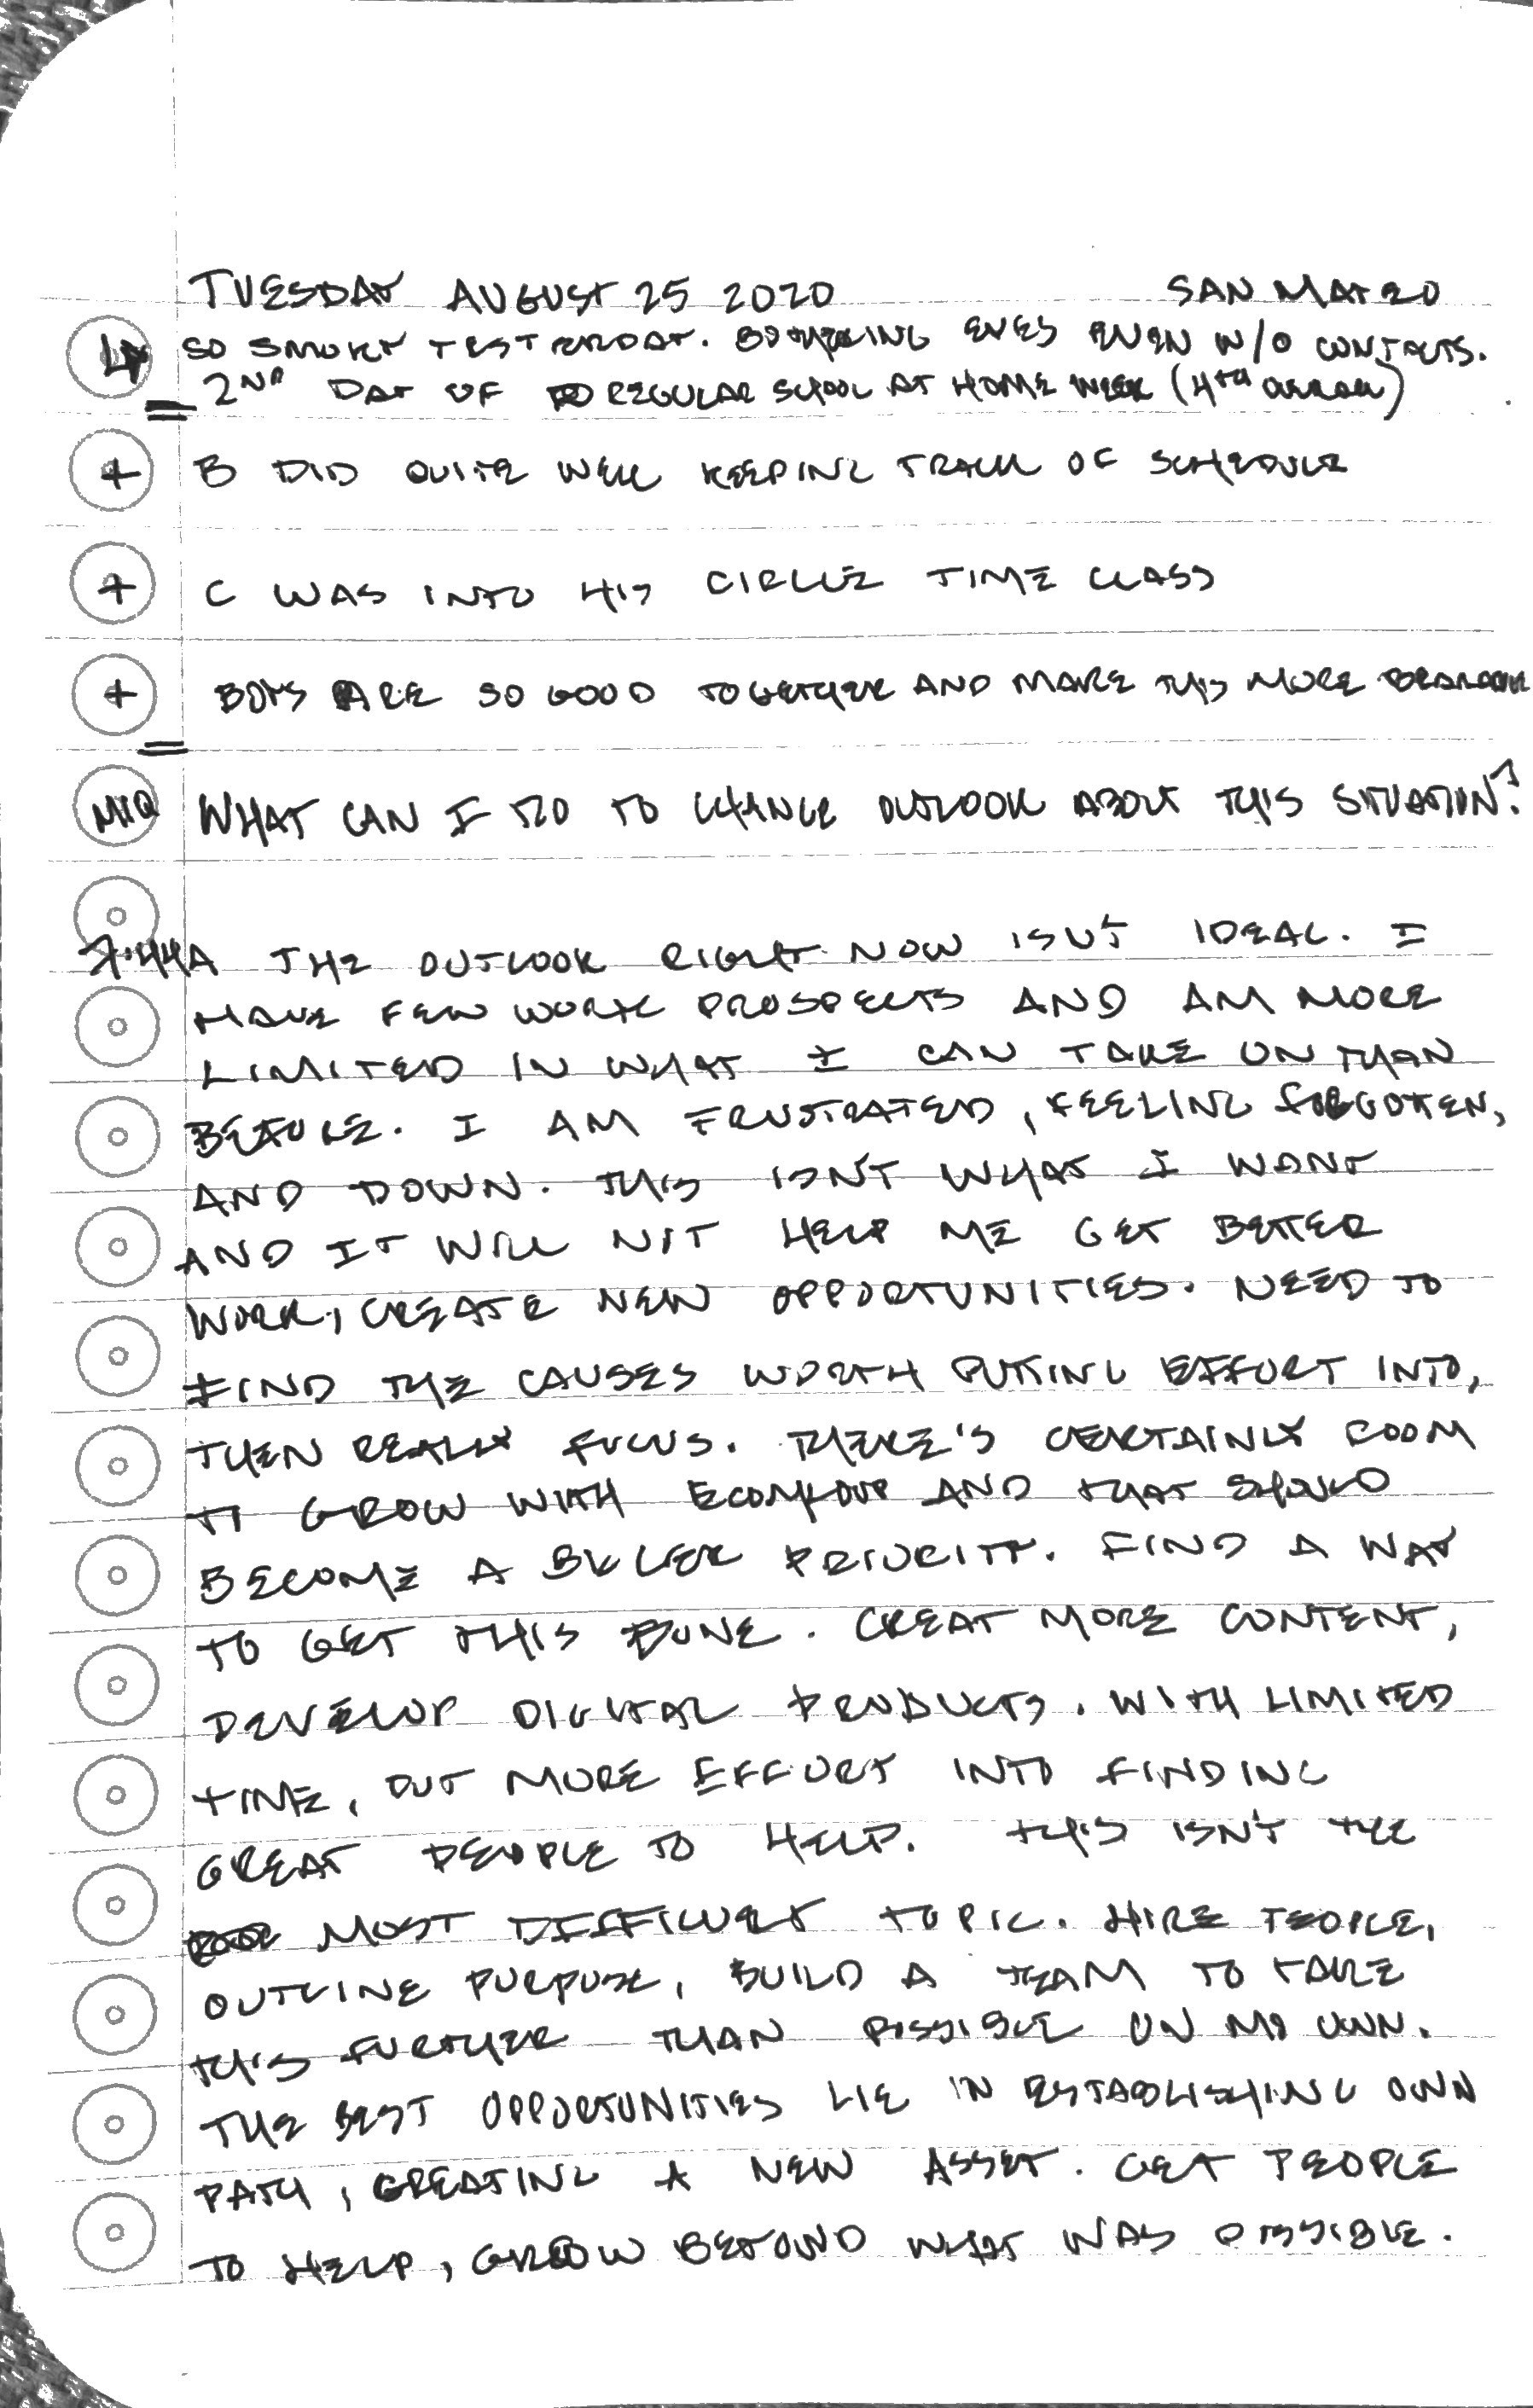 TUESDAY AUGUST 25 2020 SAN MATEO
4 SO SMOKY YESTERDAY. BOTHERING EYES EVEN W/O CONTACTS.
2ND DAY OF REGULAR SCHOOL AT HOME WEEK (4TH OVERALL)
+ B DID QUITE WELL KEEPING TRACK OF SCHEDULE
+ C WAS INTO HIS CIRCLE TIME CLASS
+ BOYS ARE SO GOOD TOGETHER AND MAKE THIS MORE BEARABLE
MIQ WHAT CAN I DO TO CHANGE OUTLOOK ABOUT THIS SITUATION?
7:44A THE OUTLOOK RIGHT NOW ISN'T IDEAL. I
HAVE FEW WORK PROSPECTS AND AM MORE
LIMITED IN WHAT I CAN TAKE ON THAN
BEFORE. I AM FRUSTRATED, FEELING FORGOTTEN,
AND DOWN. THIS ISN'T WHAT I WANT
AND IT WILL NOT HELP ME GET BETTER
WORK, CREATE NEW OPPORTUNITIES. NEED TO
FIND THE CAUSES WORTH PUTTING EFFORT INTO,
THEN REALLY FOCUS. THERE'S CERTAINLY ROOM
TO GROW WITH AND THAT SHOULD
BECOME A BIGGER PRIORITY. FIND A WAY
TO GET THIS DONE. CREAT MORE CONTENT,
DEVELOP DIGITAL PRODUCTS. WITH LIMITED
TIME, PUT MORE EFFORT INTO FINDING
GREAT PEOPLE TO HELP. THIS ISN'T THE
MOST DIFFICULT TOPIC. HIRE PEOPLE,
OUTLINE PURPOSE, BUILD A TEAM TO TAKE
THIS FURTHER THAN POSSIBLE ON MY OWN.
THE BEST OPPORTUNITIES LIE IN ESTABLISHING OWN
PATH, CREATING A NEW ASSET. GET PEOPLE
TO HELP, GROW BEYOND WHAT WAS POSSIBLE.